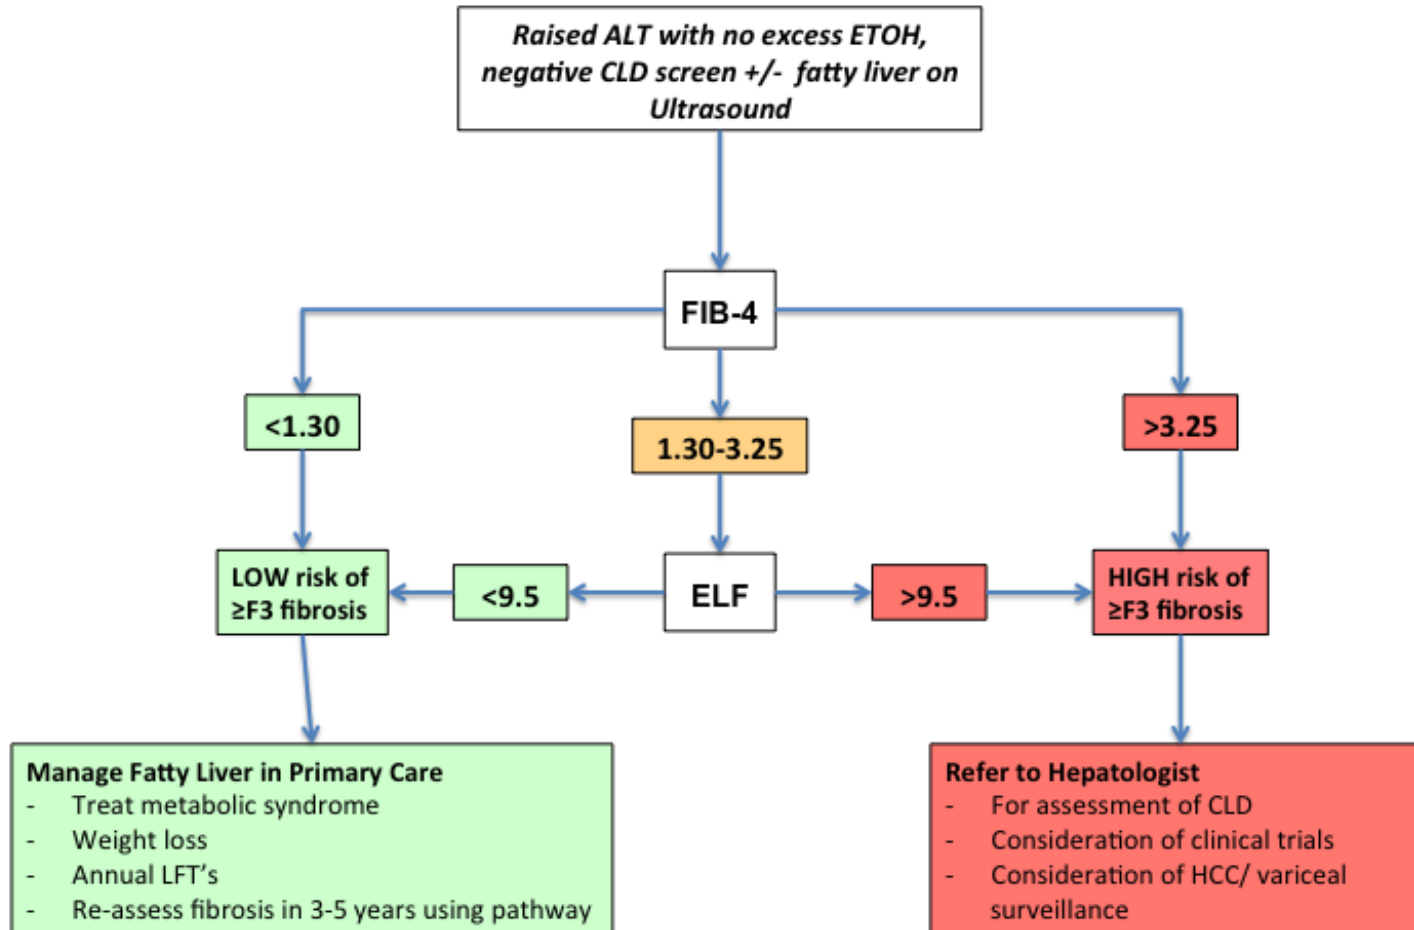 Raised ALT with no excess ETOH,
negative CLD screen +/- fatty liver on
Ultrasound
FIB-4
<1.30
1.30-3.25
>3.25
LOW risk of
≥F3 fibrosis
<9.5
ELF
>9.5
HIGH risk of
≥F3 fibrosis
Manage Fatty Liver in Primary Care
- Treat metabolic syndrome
- Weight loss
- Annual LFT's
- Re-assess fibrosis in 3-5 years using pathway
Refer to Hepatologist
- For assessment of CLD
- Consideration of clinical trials
- Consideration of HCC/ variceal
surveillance